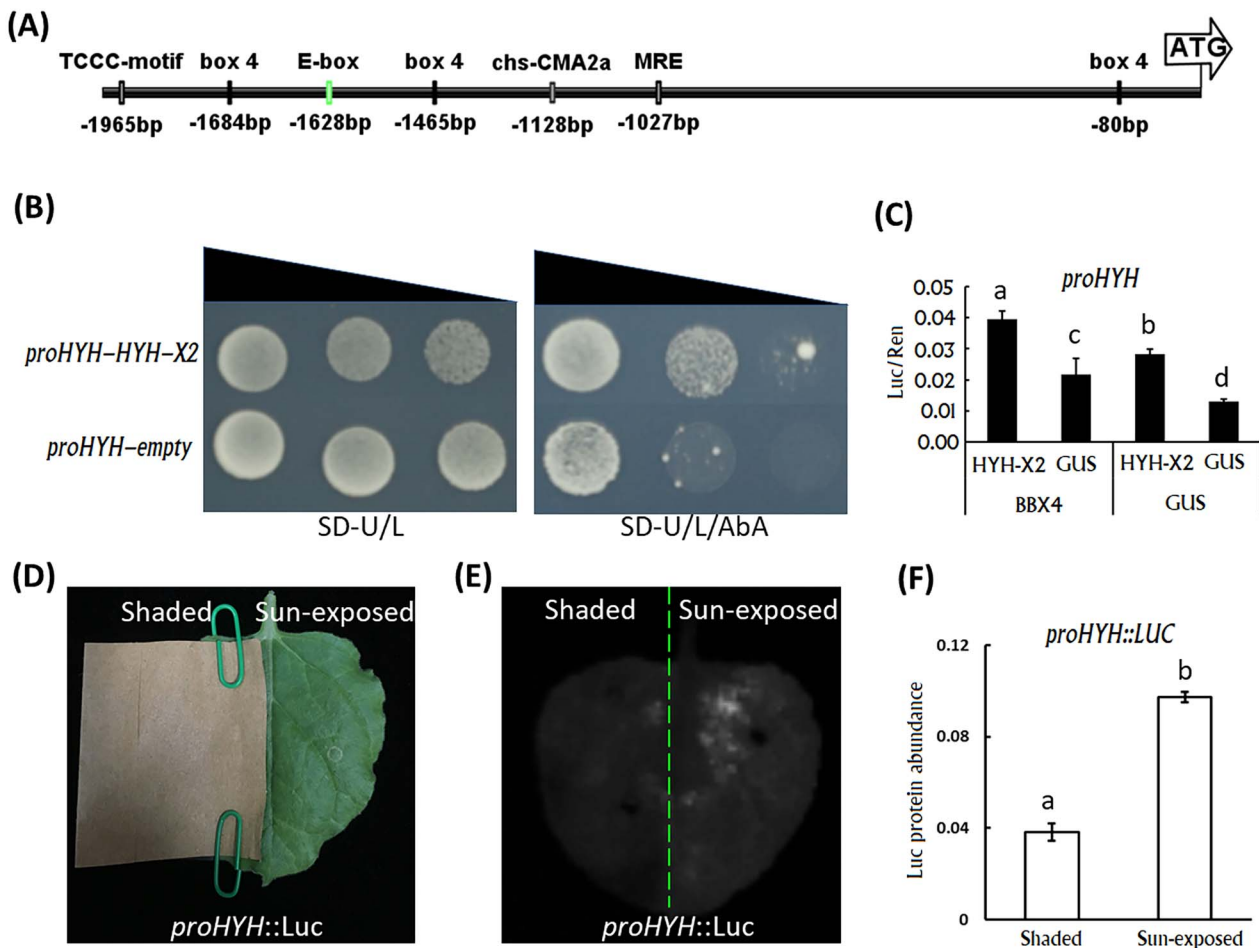 (A)
ATG
TCCC-motif box 4 E-box box 4 chs-CMA2a MRE box 4
-1965bp -1684bp -1628bp -1465bp -1128bp -1027bp -80bp
(B)
proHYH–HYH–X2
proHYH–empty
SD-U/L SD-U/L/AbA
(C)
proHYH
Luc/Ren
0.05
0.04
0.03
0.02
0.01
0.00
a c b d
HYH-X2 GUS HYH-X2 GUS
BBX4 GUS
(D)
Shaded Sun-exposed
proHYH::Luc
(E)
Shaded Sun-exposed
proHYH::Luc
(F)
proHYH::LUC
Luc protein abundance
0.12
0.08
0.04
0
a b
Shaded Sun-exposed